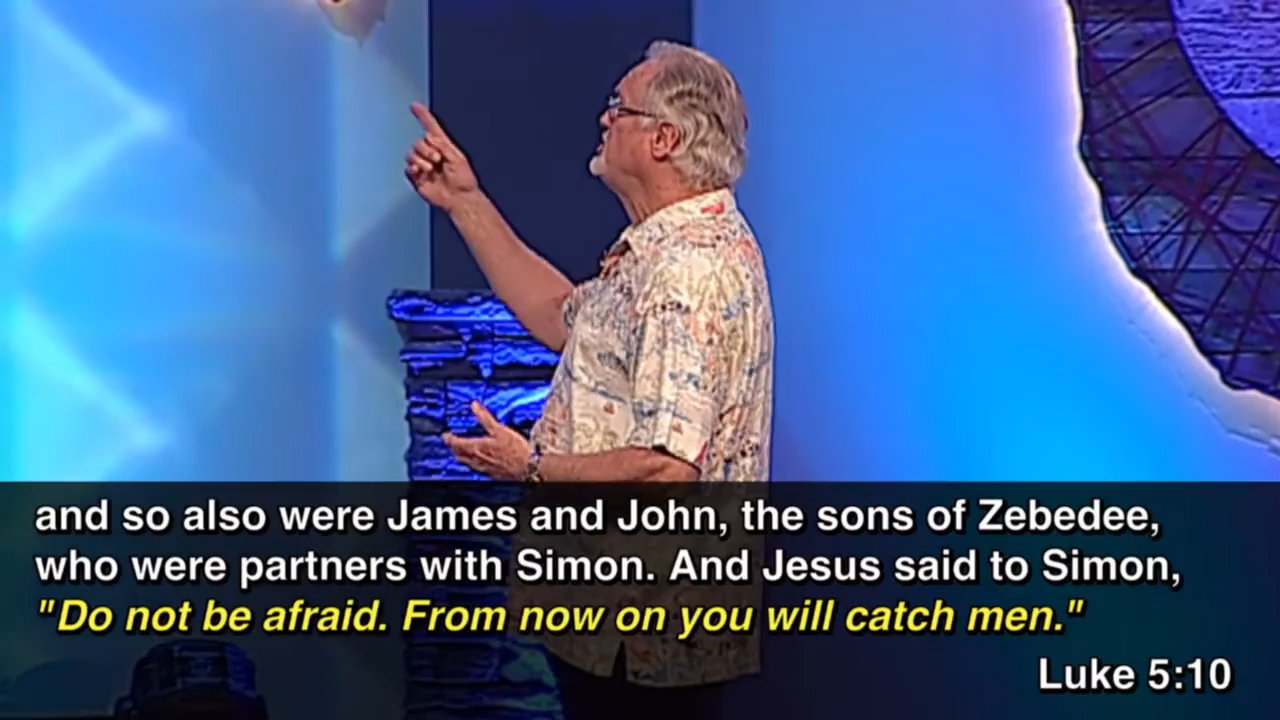 and so also were James and John, the sons of Zebedee,
who were partners with Simon. And Jesus said to Simon,
"Do not be afraid. From now on you will catch men."
Luke 5:10